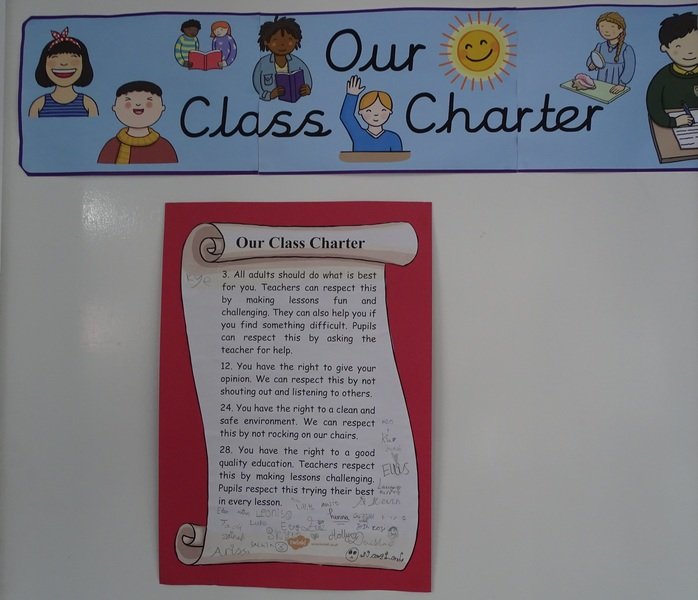 Our
Class Charter
Our Class Charter
3. All adults should do what is best
for you. Teachers can respect this
by making lessons fun and
challenging. They can also help you if
you find something difficult. Pupils
can respect this by asking the
teacher for help.
12. You have the right to give your
opinion. We can respect this by not
shouting out and listening to others.
24. You have the right to a clean and
safe environment. We can respect
this by not rocking on our chairs.
28. You have the right to a good
quality education. Teachers respect
this by making lessons challenging.
Pupils respect this trying their best
in every lesson.
Kye
Ellis
Luke